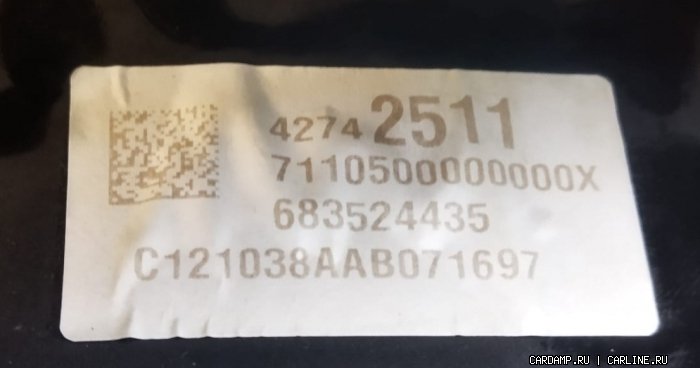 42742511
7110500000000X
683524435
C121038AAB071697
CARDAMP.RU | CARLINE.RU